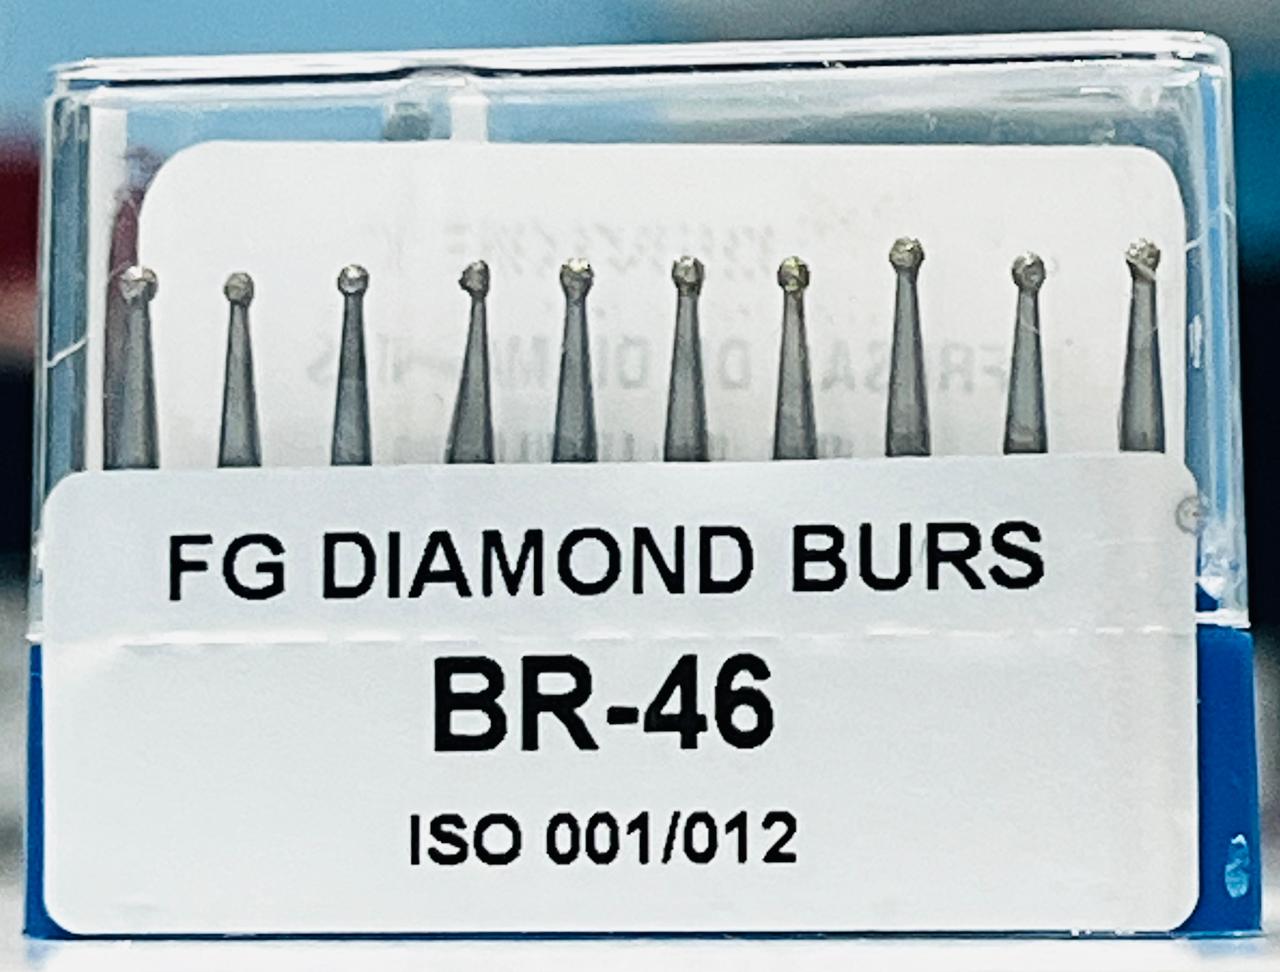 FG DIAMOND BURS
BR-46
ISO 001/012